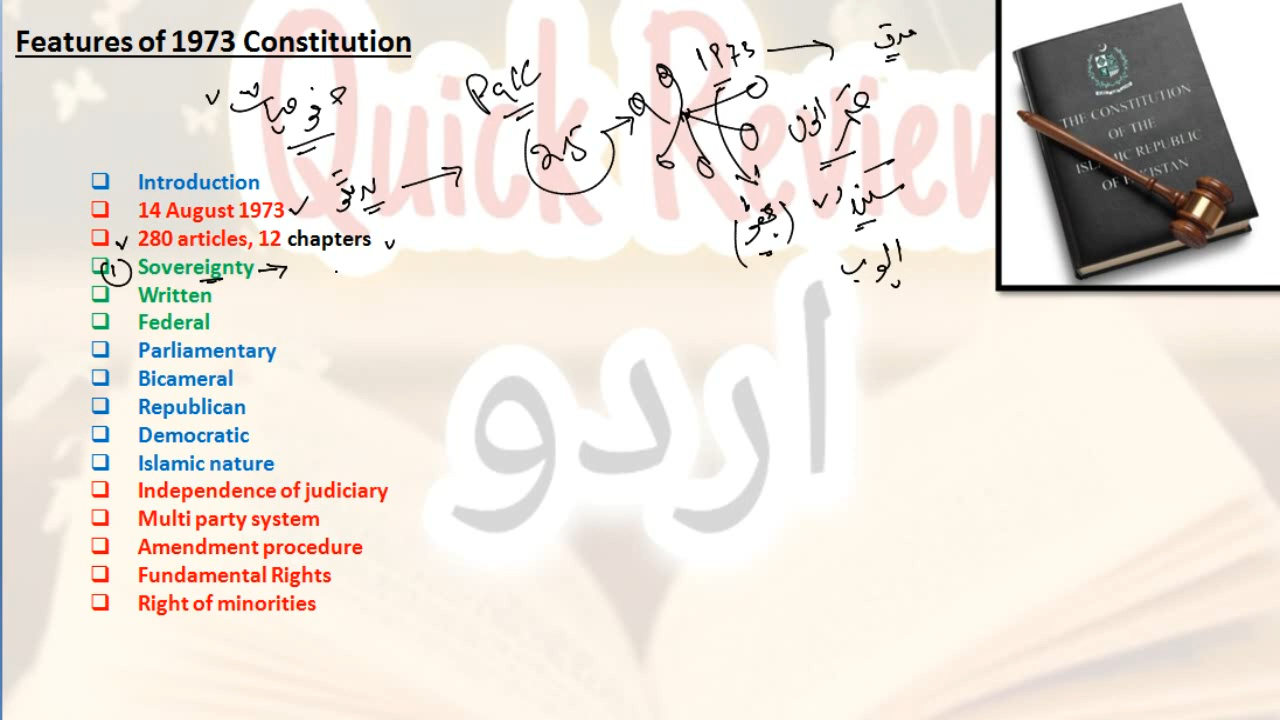 Features of 1973 Constitution
Quick Review
اردو
THE CONSTITUTION
OF THE
ISLAMIC REPUBLIC
OF PAKISTAN
Pak
1973
25
Introduction
14 August 1973
280 articles, 12 chapters
① Sovereignty →
Written
Federal
Parliamentary
Bicameral
Republican
Democratic
Islamic nature
Independence of judiciary
Multi party system
Amendment procedure
Fundamental Rights
Right of minorities